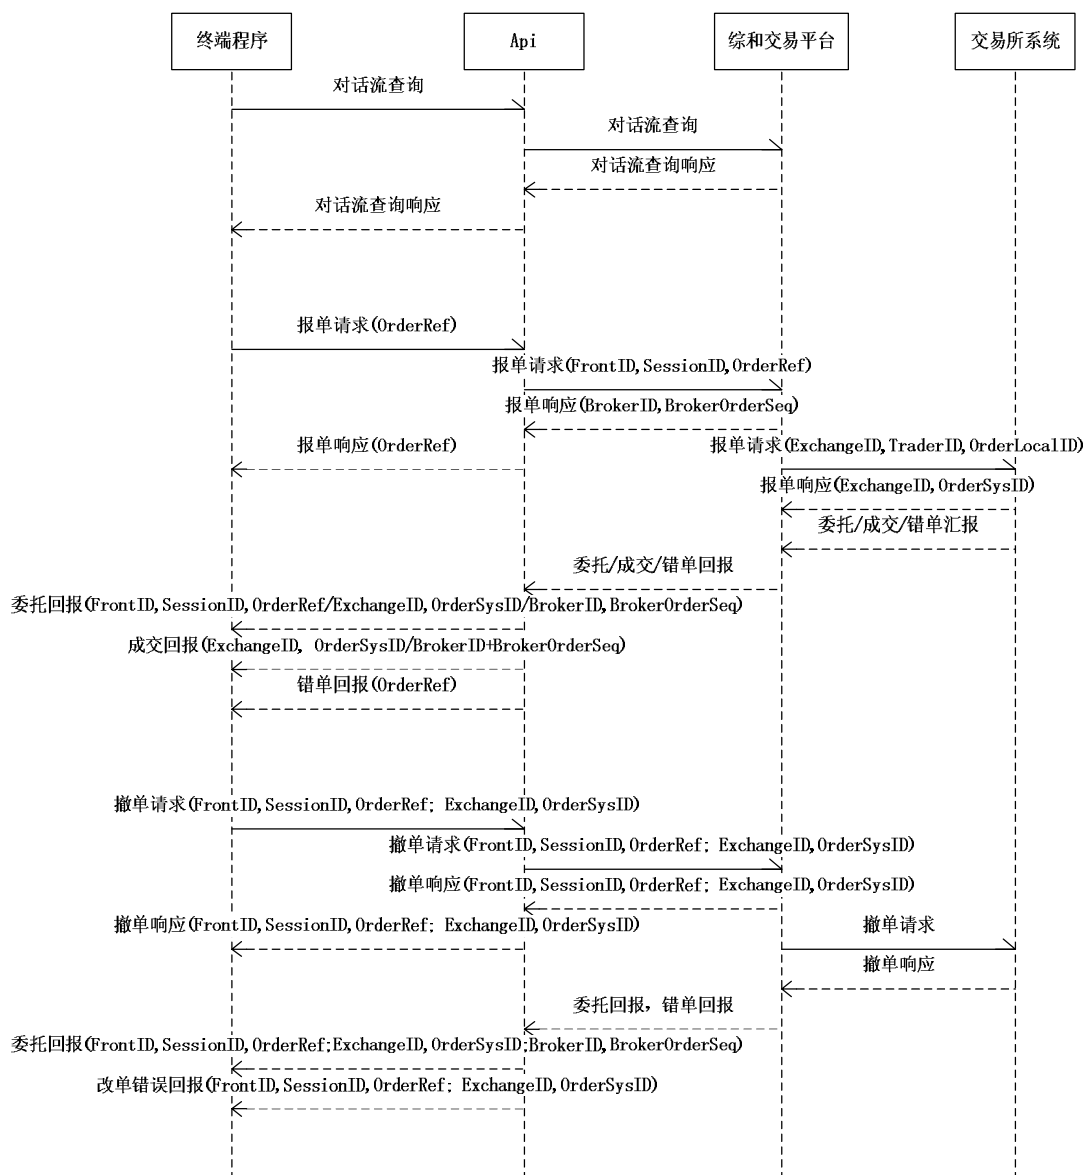 终端程序
Api
综和交易平台
交易所系统
对话流查询
对话流查询
对话流查询响应
对话流查询响应
报单请求(OrderRef)
报单请求(FrontID,SessionID,OrderRef)
报单响应(BrokerID,BrokerOrderSeq)
报单响应(OrderRef)
报单请求(ExchangeID,TraderID,OrderLocalID)
报单响应(ExchangeID,OrderSysID)
委托/成交/错单汇报
委托/成交/错单回报
委托回报(FrontID,SessionID,OrderRef/ExchangeID,OrderSysID/BrokerID,BrokerOrderSeq)
成交回报(ExchangeID, OrderSysID/BrokerID+BrokerOrderSeq)
错单回报(OrderRef)
撤单请求(FrontID,SessionID,OrderRef; ExchangeID,OrderSysID)
撤单请求(FrontID,SessionID,OrderRef; ExchangeID,OrderSysID)
撤单响应(FrontID,SessionID,OrderRef; ExchangeID,OrderSysID)
撤单响应(FrontID,SessionID,OrderRef; ExchangeID,OrderSysID)
撤单请求
撤单响应
委托回报，错单回报
委托回报(FrontID,SessionID,OrderRef;ExchangeID,OrderSysID;BrokerID,BrokerOrderSeq)
改单错误回报(FrontID,SessionID,OrderRef; ExchangeID,OrderSysID)